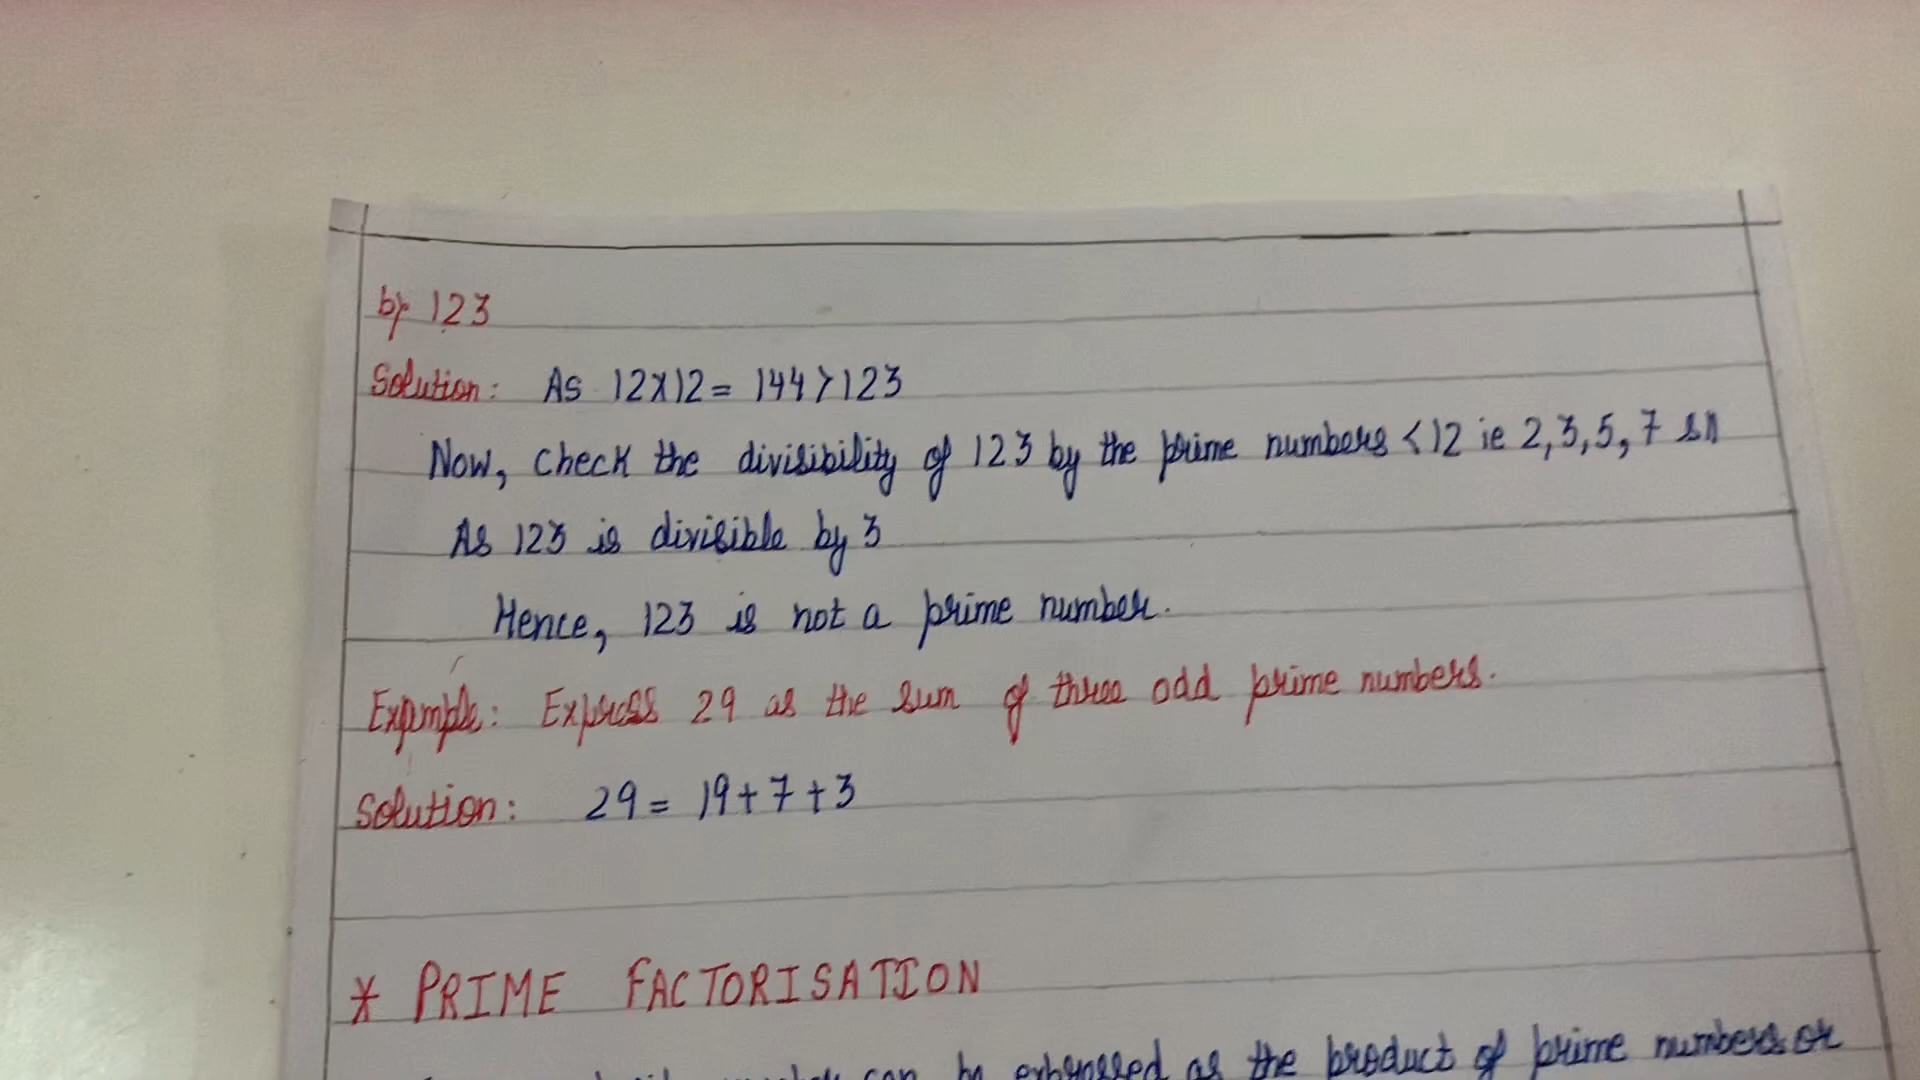 b) 123
Solution: As 12x12 = 144 > 123
Now, check the divisibility of 123 by the prime numbers < 12 ie 2, 3, 5, 7 & 11
As 123 is divisible by 3
Hence, 123 is not a prime number.
Example: Express 29 as the sum of three odd prime numbers.
Solution: 29 = 19 + 7 + 3
* PRIME FACTORISATION
can be expressed as the product of prime numbers or